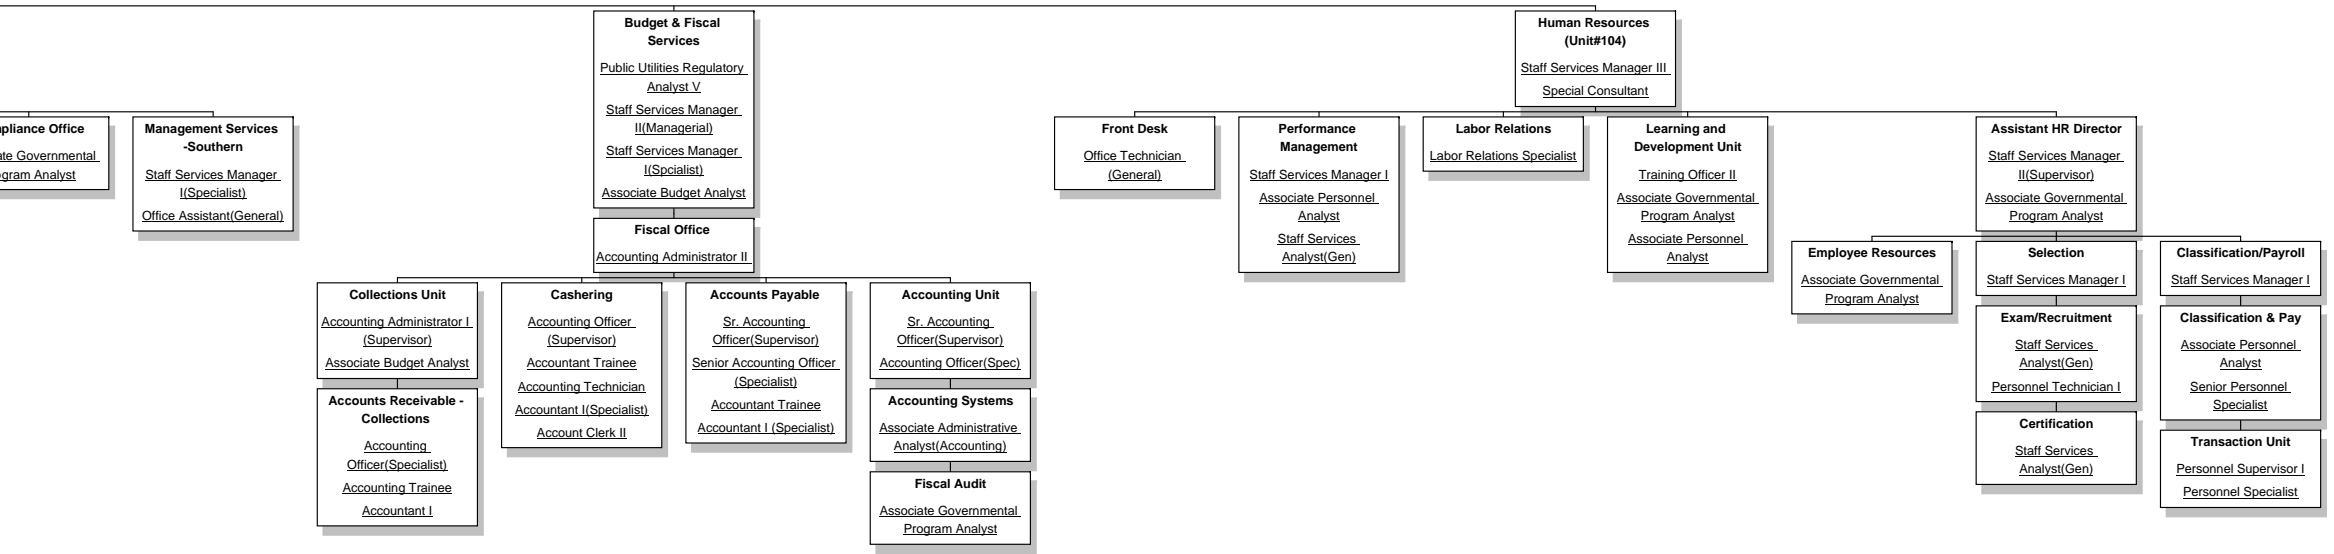 pliance Office
ate Governmental
gram Analyst
Management Services
-Southern
Staff Services Manager
I(Specialist)
Office Assistant(General)
Budget & Fiscal
Services
Public Utilities Regulatory
Analyst V
Staff Services Manager
II(Managerial)
Staff Services Manager
I(Spcialist)
Associate Budget Analyst
Fiscal Office
Accounting Administrator II
Collections Unit
Accounting Administrator I
(Supervisor)
Associate Budget Analyst
Accounts Receivable -
Collections
Accounting
Officer(Specialist)
Accounting Trainee
Accountant I
Cashering
Accounting Officer
(Supervisor)
Accountant Trainee
Accounting Technician
Accountant I(Specialist)
Account Clerk II
Accounts Payable
Sr. Accounting
Officer(Supervisor)
Senior Accounting Officer
(Specialist)
Accountant Trainee
Accountant I (Specialist)
Accounting Unit
Sr. Accounting
Officer(Supervisor)
Accounting Officer(Spec)
Accounting Systems
Associate Administrative
Analyst(Accounting)
Fiscal Audit
Associate Governmental
Program Analyst
Human Resources
(Unit#104)
Staff Services Manager III
Special Consultant
Front Desk
Office Technician
(General)
Performance
Management
Staff Services Manager I
Associate Personnel
Analyst
Staff Services
Analyst(Gen)
Labor Relations
Labor Relations Specialist
Learning and
Development Unit
Training Officer II
Associate Governmental
Program Analyst
Associate Personnel
Analyst
Assistant HR Director
Staff Services Manager
II(Supervisor)
Associate Governmental
Program Analyst
Employee Resources
Associate Governmental
Program Analyst
Selection
Staff Services Manager I
Exam/Recruitment
Staff Services
Analyst(Gen)
Personnel Technician I
Certification
Staff Services
Analyst(Gen)
Classification/Payroll
Staff Services Manager I
Classification & Pay
Associate Personnel
Analyst
Senior Personnel
Specialist
Transaction Unit
Personnel Supervisor I
Personnel Specialist